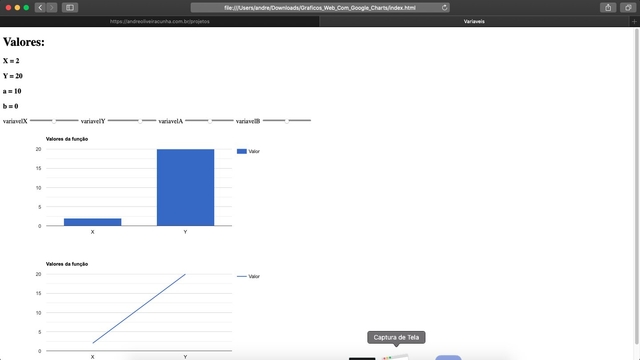 file:///Users/andre/Downloads/Graficos_Web_Com_Google_Charts/index.html
https://andreoliveiracunha.com.br/projetos
Variaveis
Valores:
X = 2
Y = 20
a = 10
b = 0
variavelX variavelY variavelA variavelB
Valores da função
20
15
10
5
0
X Y
Valor
Valores da função
20
15
10
5
0
X Y
Valor
Captura de Tela